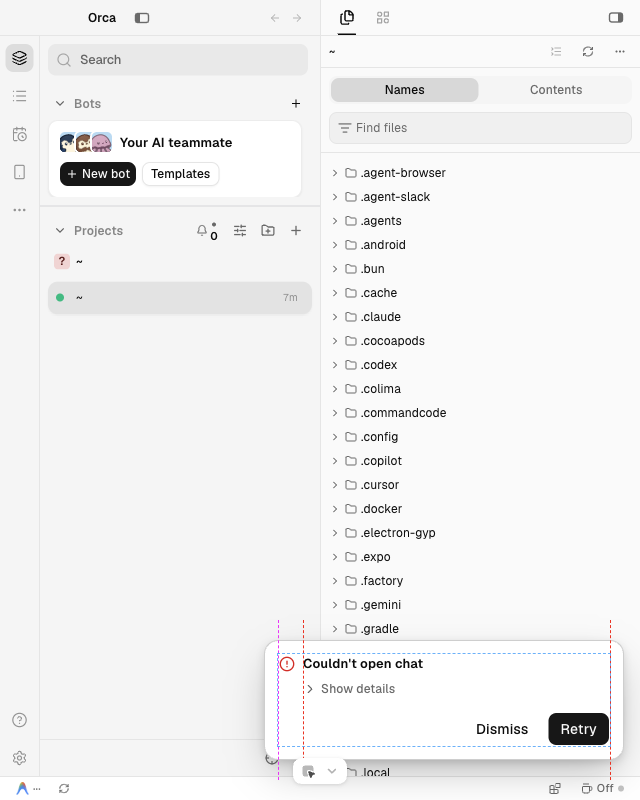 Orca
Search
Bots
Your AI teammate
New bot
Templates
Projects
0
? ~
~ 7m
~
Names
Contents
Find files
.agent-browser
.agent-slack
.agents
.android
.bun
.cache
.claude
.cocoapods
.codex
.colima
.commandcode
.config
.copilot
.cursor
.docker
.electron-gyp
.expo
.factory
.gemini
.gradle
Couldn't open chat
Show details
Dismiss
Retry
.local
Off